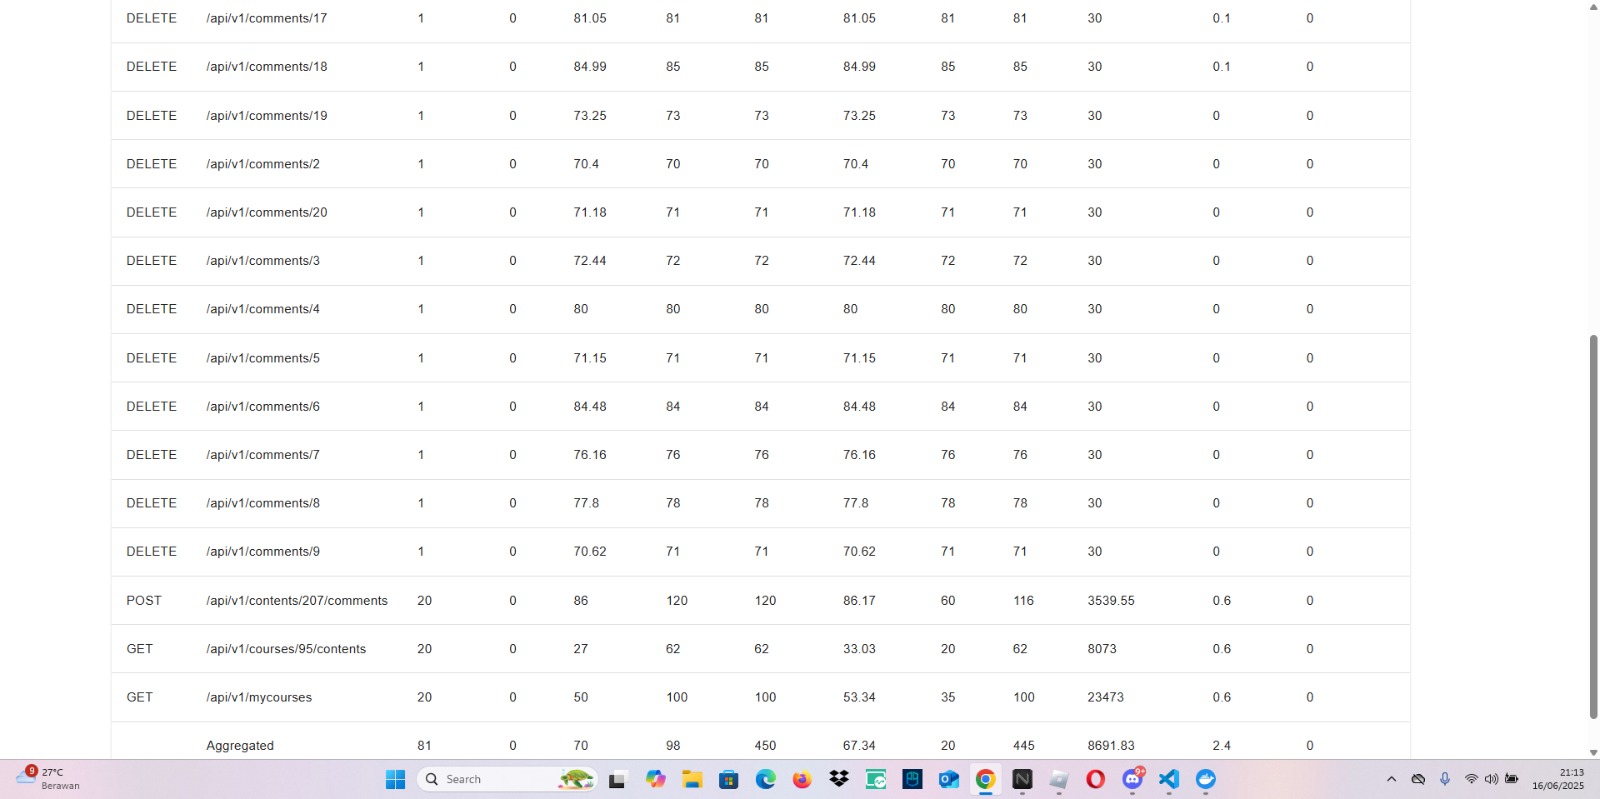 DELETE /api/v1/comments/17 1 0 81.05 81 81 81.05 81 81 30 0.1 0
DELETE /api/v1/comments/18 1 0 84.99 85 85 84.99 85 85 30 0.1 0
DELETE /api/v1/comments/19 1 0 73.25 73 73 73.25 73 73 30 0 0
DELETE /api/v1/comments/2 1 0 70.4 70 70 70.4 70 70 30 0 0
DELETE /api/v1/comments/20 1 0 71.18 71 71 71.18 71 71 30 0 0
DELETE /api/v1/comments/3 1 0 72.44 72 72 72.44 72 72 30 0 0
DELETE /api/v1/comments/4 1 0 80 80 80 80 80 80 30 0 0
DELETE /api/v1/comments/5 1 0 71.15 71 71 71.15 71 71 30 0 0
DELETE /api/v1/comments/6 1 0 84.48 84 84 84.48 84 84 30 0 0
DELETE /api/v1/comments/7 1 0 76.16 76 76 76.16 76 76 30 0 0
DELETE /api/v1/comments/8 1 0 77.8 78 78 77.8 78 78 30 0 0
DELETE /api/v1/comments/9 1 0 70.62 71 71 70.62 71 71 30 0 0
POST /api/v1/contents/207/comments 20 0 86 120 120 86.17 60 116 3539.55 0.6 0
GET /api/v1/courses/95/contents 20 0 27 62 62 33.03 20 62 8073 0.6 0
GET /api/v1/mycourses 20 0 50 100 100 53.34 35 100 23473 0.6 0
Aggregated 81 0 70 98 450 67.34 20 445 8691.83 2.4 0
9 27°C
Berawan
Search
9+
21:13
16/06/2025